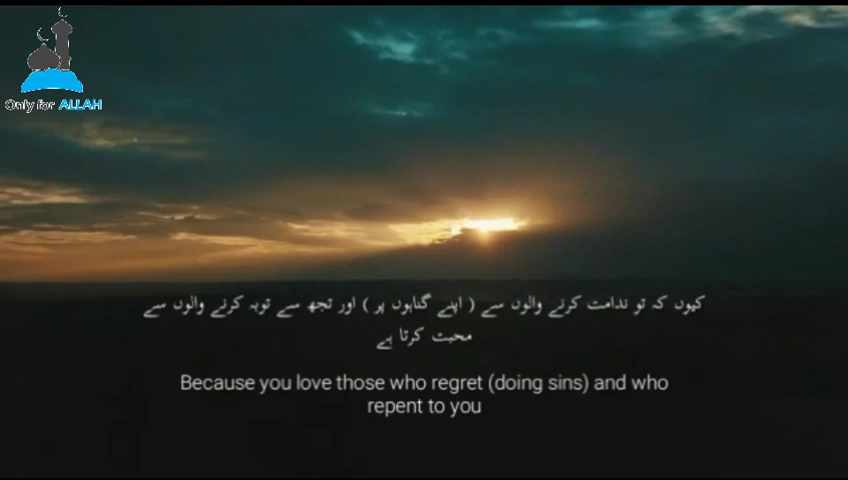 Only for ALLAH
کیوں کہ تو ندامت کرنے والوں سے ( اپنے گناہوں پر ) اور تجھ سے توبہ کرنے والوں سے
محبت کرتا ہے
Because you love those who regret (doing sins) and who
repent to you